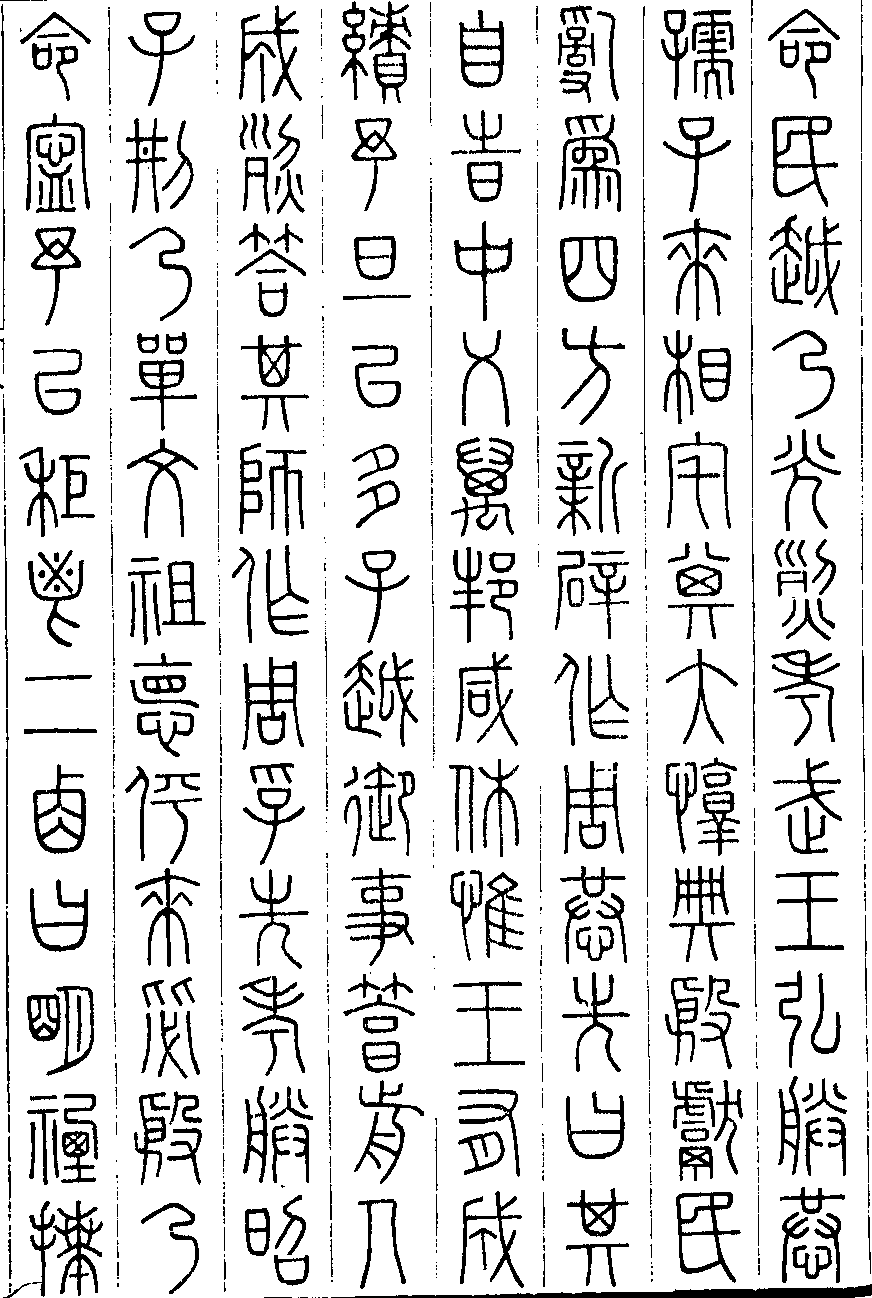 命民越乃光烈考武王弘朕恭
孺子來相宅其大惇典殷獻民
亂爲四方新辟作周恭先曰其
自時中乂萬邦咸休惟王有成
績予旦以多子越御事篤前人
成烈答其師作周孚先考朕昭
子刑乃單文祖德伻來毖殷乃
命寧予以秬鬯二卣曰明禋拜